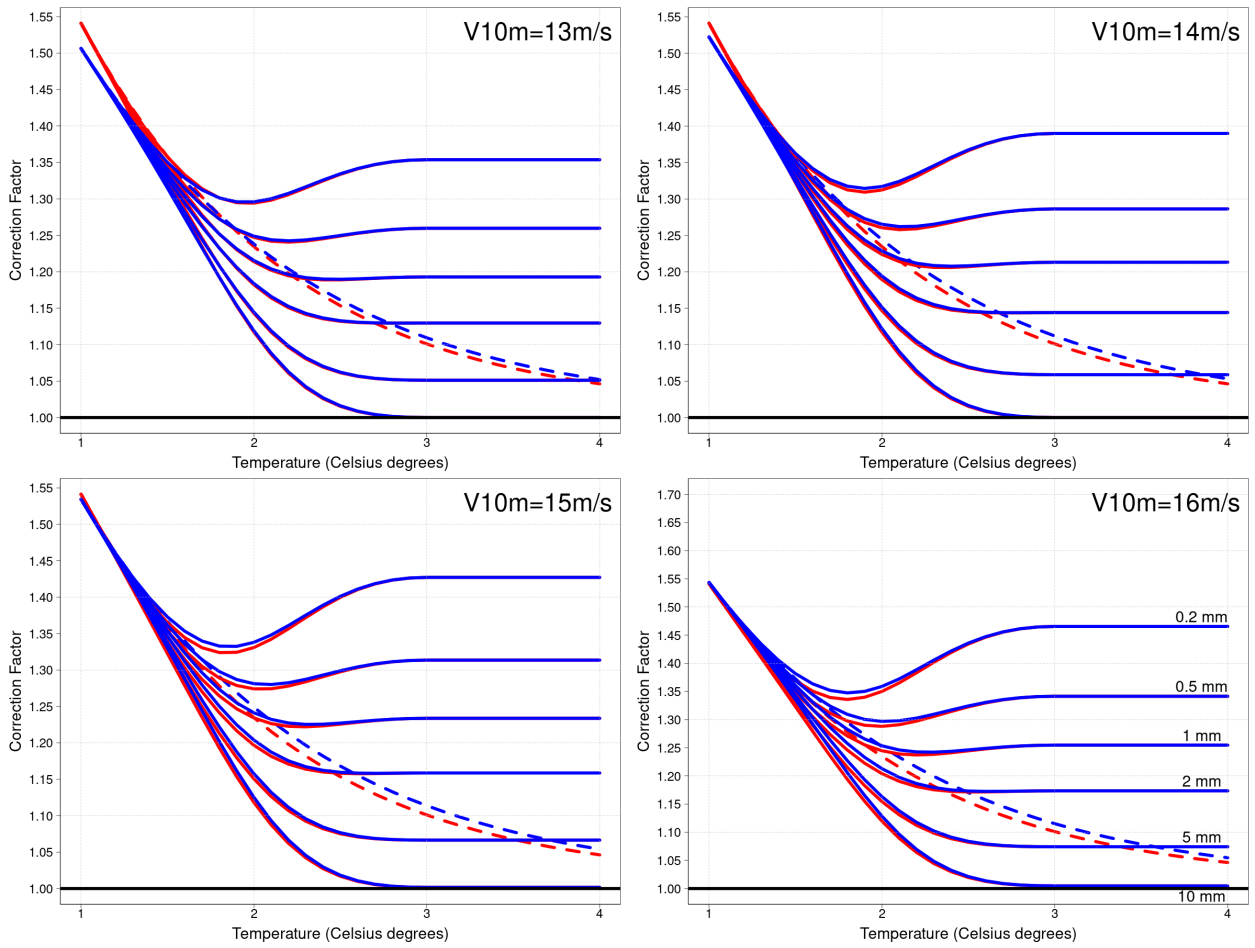 V10m=13m/s
1.55
1.50
1.45
1.40
1.35
1.30
1.25
1.20
1.15
1.10
1.05
1.00
Correction Factor
1 2 3 4
Temperature (Celsius degrees)
V10m=14m/s
1.55
1.50
1.45
1.40
1.35
1.30
1.25
1.20
1.15
1.10
1.05
1.00
Correction Factor
1 2 3 4
Temperature (Celsius degrees)
V10m=15m/s
1.55
1.50
1.45
1.40
1.35
1.30
1.25
1.20
1.15
1.10
1.05
1.00
Correction Factor
1 2 3 4
Temperature (Celsius degrees)
V10m=16m/s
1.70
1.65
1.60
1.55
1.50
1.45
1.40
1.35
1.30
1.25
1.20
1.15
1.10
1.05
1.00
Correction Factor
0.2 mm
0.5 mm
1 mm
2 mm
5 mm
10 mm
1 2 3 4
Temperature (Celsius degrees)